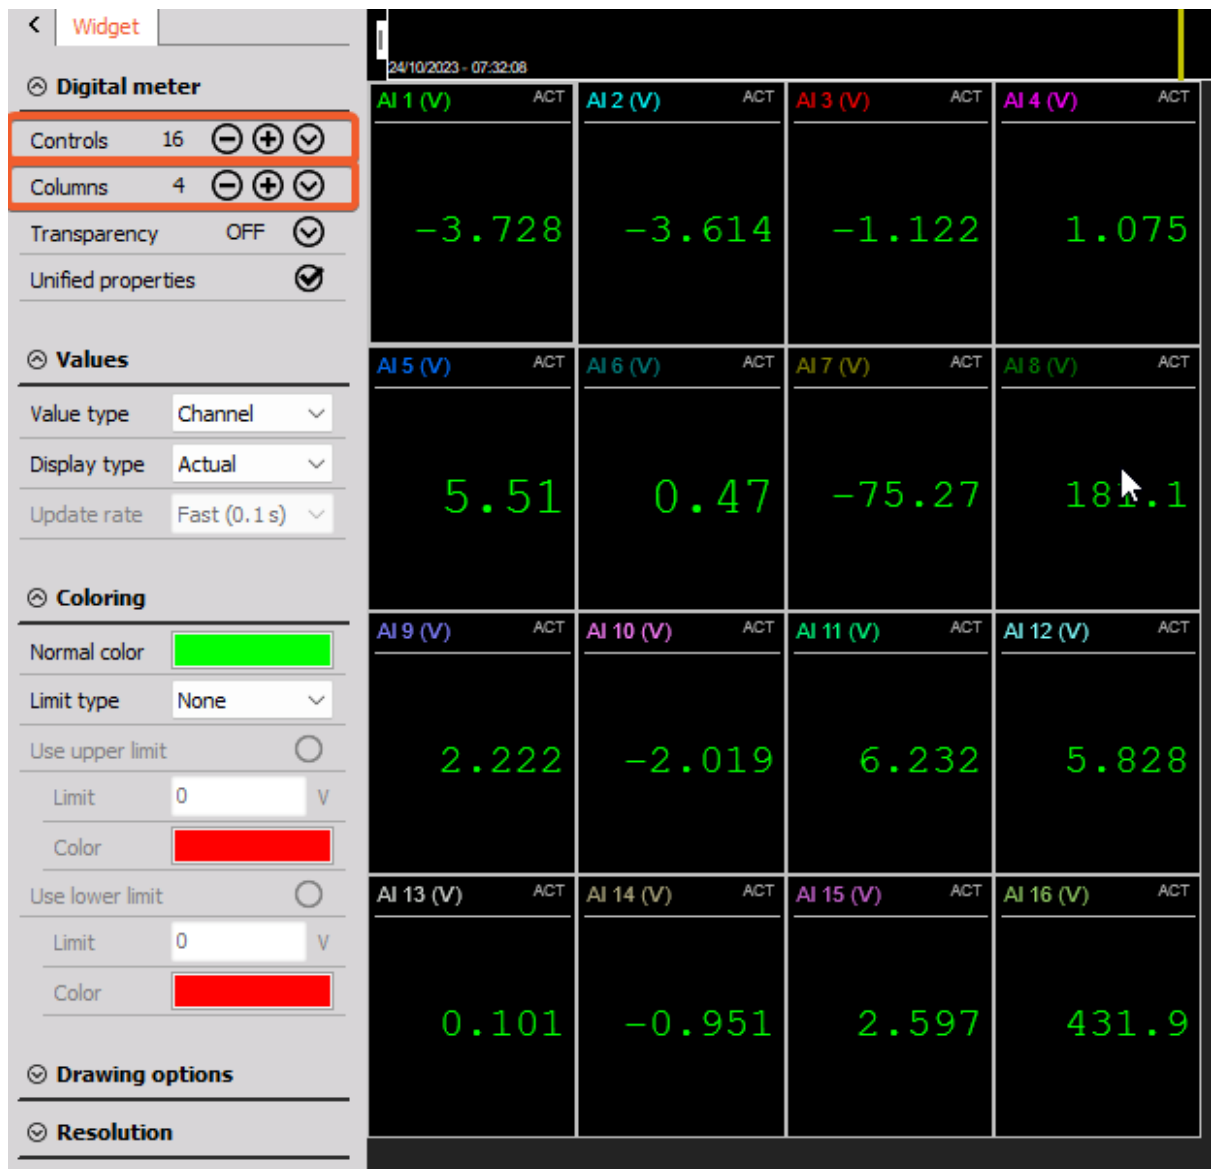 Widget
Digital meter
Controls 16
Columns 4
Transparency OFF
Unified properties
Values
Value type Channel
Display type Actual
Update rate Fast (0.1 s)
Coloring
Normal color
Limit type None
Use upper limit
Limit 0 V
Color
Use lower limit
Limit 0 V
Color
Drawing options
Resolution
24/10/2023 - 07:32:08
AI 1 (V) ACT AI 2 (V) ACT AI 3 (V) ACT AI 4 (V) ACT
-3.728 -3.614 -1.122 1.075
AI 5 (V) ACT AI 6 (V) ACT AI 7 (V) ACT AI 8 (V) ACT
5.51 0.47 -75.27
AI 9 (V) ACT AI 10 (V) ACT AI 11 (V) ACT AI 12 (V) ACT
2.222 -2.019 6.232 5.828
AI 13 (V) ACT AI 14 (V) ACT AI 15 (V) ACT AI 16 (V) ACT
0.101 -0.951 2.597 431.9